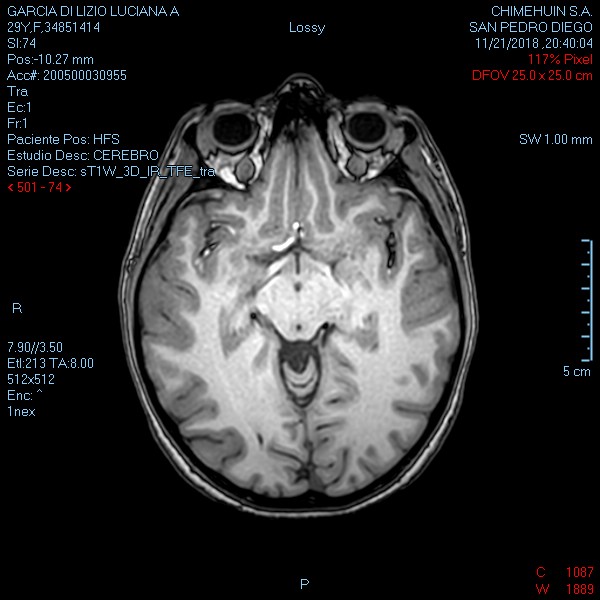 GARCIA DI LIZIO LUCIANA A
29Y,F,34851414
Sl:74
Pos:-10.27 mm
Acc#: 200500030955
Tra
Ec:1
Fr:1
Paciente Pos: HFS
Estudio Desc: CEREBRO
Serie Desc: sT1W_3D_IR_TFE_tra
< 501 - 74 >
Lossy
CHIMEHUIN S.A.
SAN PEDRO DIEGO
11/21/2018 ,20:40:04
117% Pixel
DFOV 25.0 x 25.0 cm
SW 1.00 mm
R
7.90//3.50
Etl:213 TA:8.00
512x512
Enc: ^
1nex
5 cm
P
C 1087
W 1889